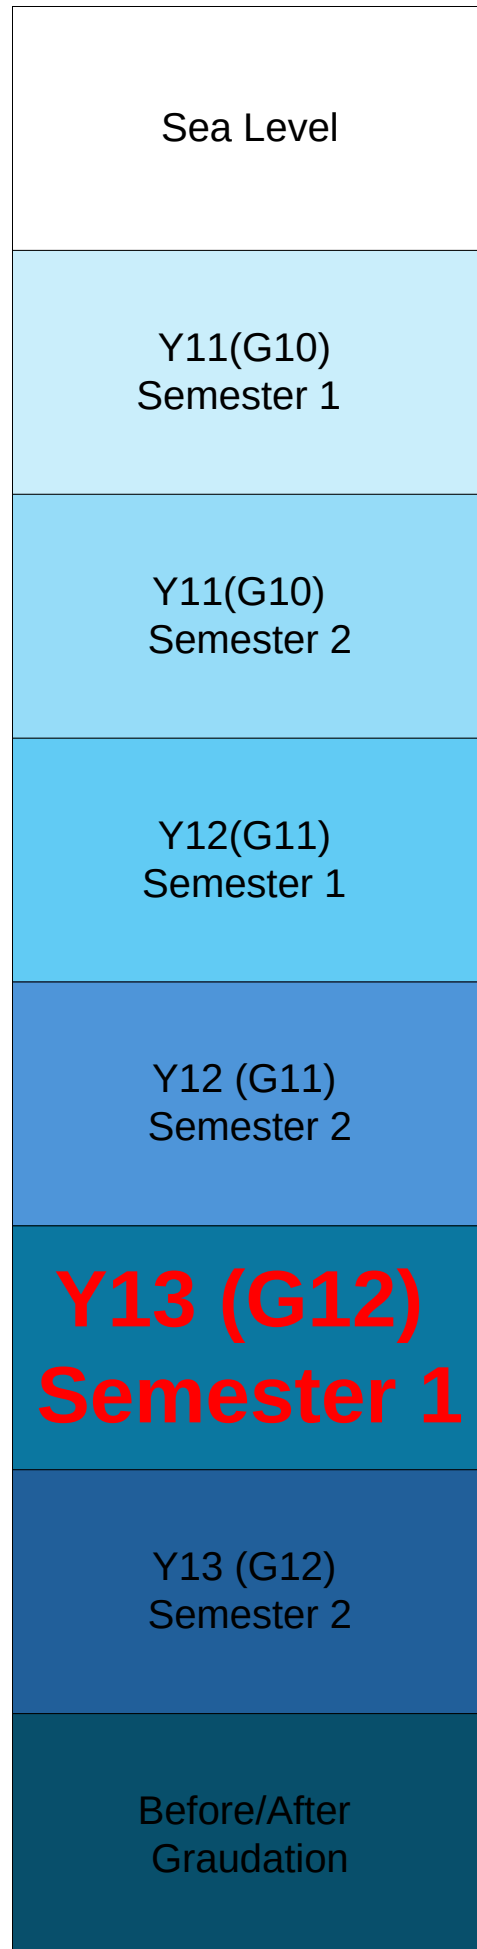 Sea Level
Y11(G10)
Semester 1
Y11(G10)
Semester 2
Y12(G11)
Semester 1
Y12 (G11)
Semester 2
Y13 (G12)
Semester 1
Y13 (G12)
Semester 2
Before/After
Graudation